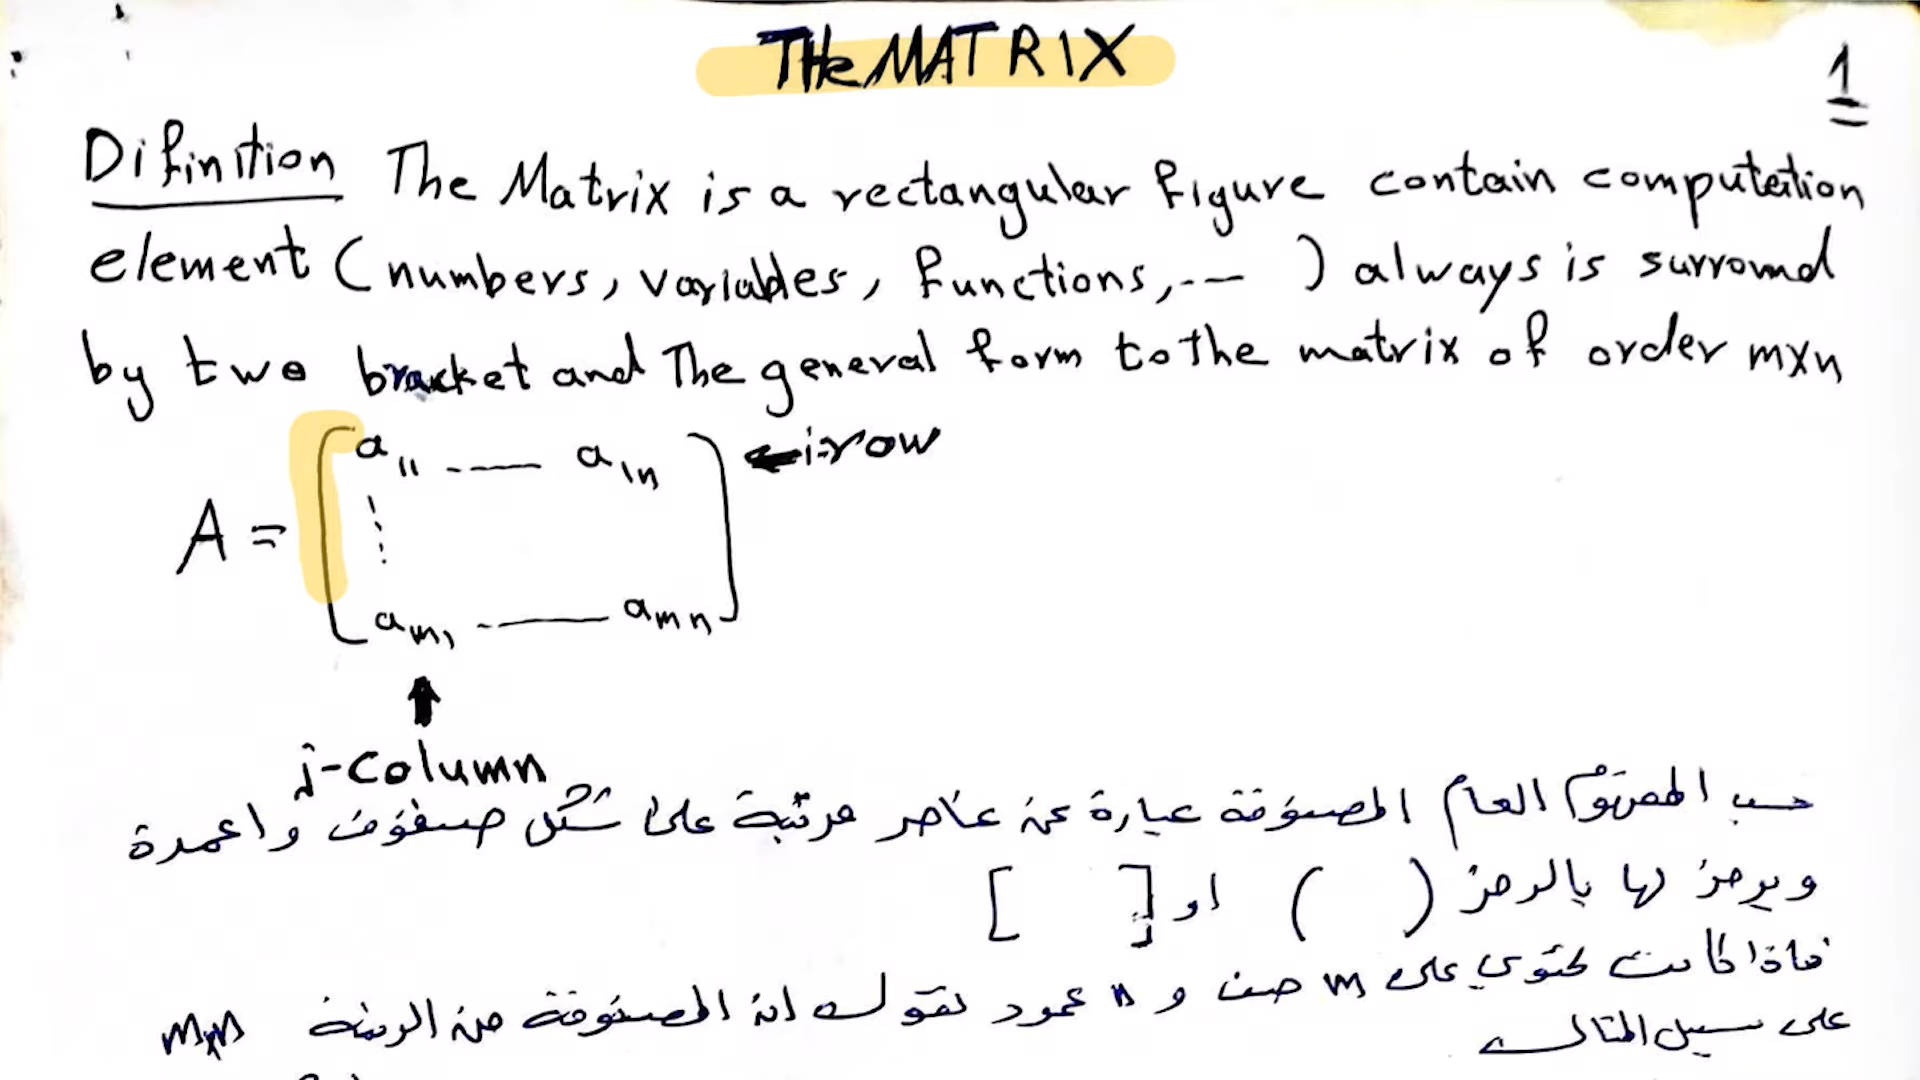 THe MATRIX
1
Difinition The Matrix is a rectangular figure contain computation
element (numbers, variables, functions,--- ) always is surround
by two bracket and The general form to the matrix of order mxn
A = [ a11 ------ a1n ] ← i-row
am1 ------ amn
j-column
حسب المفهوم العام المصفوفة عبارة عن عناصر مرتبة على شكل صفوف واعمدة
ويرمز لها بالرمز ( ) او [ ]
فاذا كانت تحتوي على m صف و n عمود نقول ان المصفوفة من الرتبة mxn
على سبيل المثال